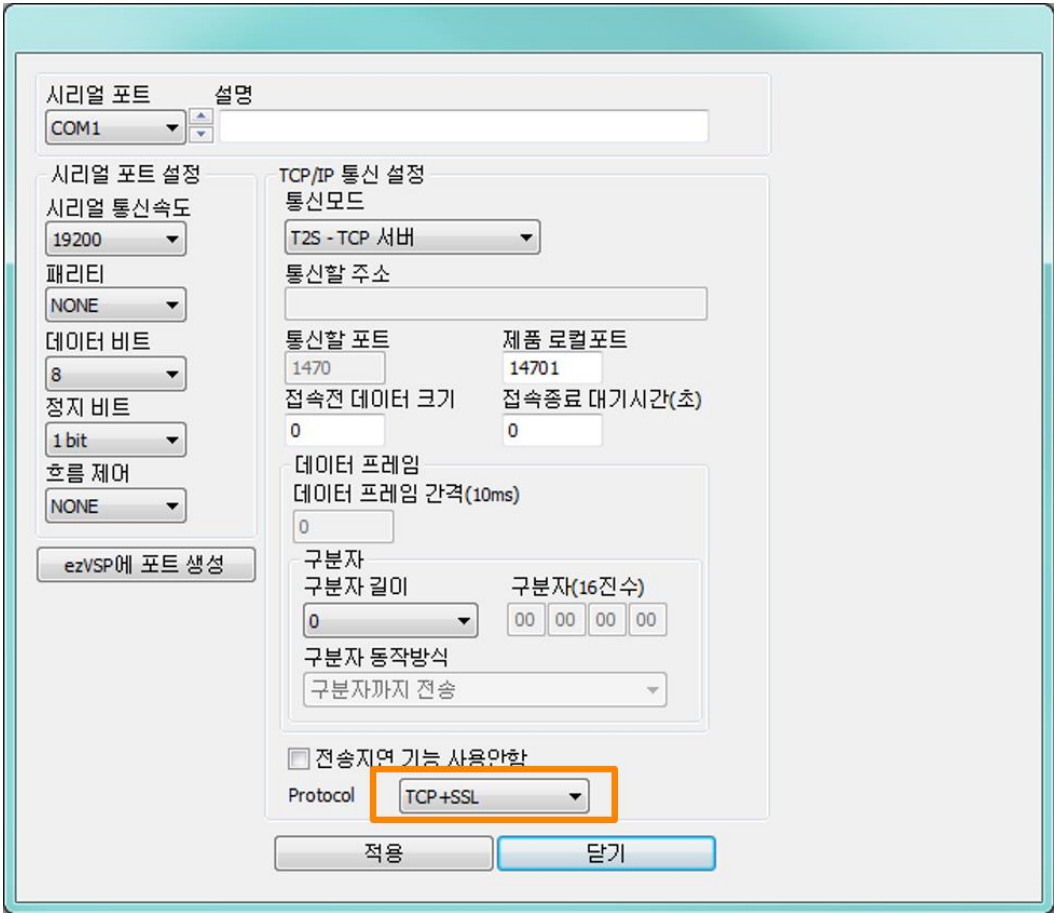 시리얼 포트 설명
COM1
시리얼 포트 설정
시리얼 통신속도
19200
패리티
NONE
데이터 비트
8
정지 비트
1 bit
흐름 제어
NONE
ezVSP에 포트 생성
TCP/IP 통신 설정
통신모드
T2S - TCP 서버
통신할 주소
통신할 포트 제품 로컬포트
1470 14701
접속전 데이터 크기 접속종료 대기시간(초)
0 0
데이터 프레임
데이터 프레임 간격(10ms)
0
구분자
구분자 길이 구분자(16진수)
0 00 00 00 00
구분자 동작방식
구분자까지 전송
전송지연 기능 사용안함
Protocol TCP+SSL
적용 닫기